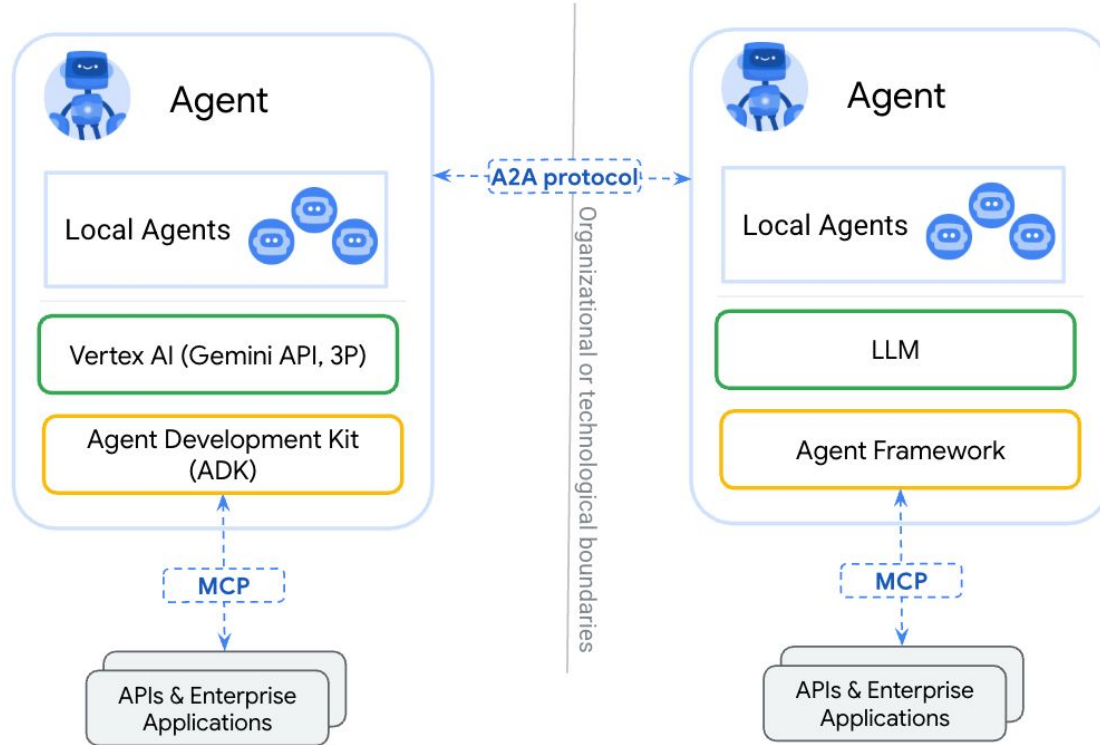 Agent
Local Agents
Vertex AI (Gemini API, 3P)
Agent Development Kit
(ADK)
MCP
APIs & Enterprise
Applications
A2A protocol
Organizational or technological boundaries
Agent
Local Agents
LLM
Agent Framework
MCP
APIs & Enterprise
Applications